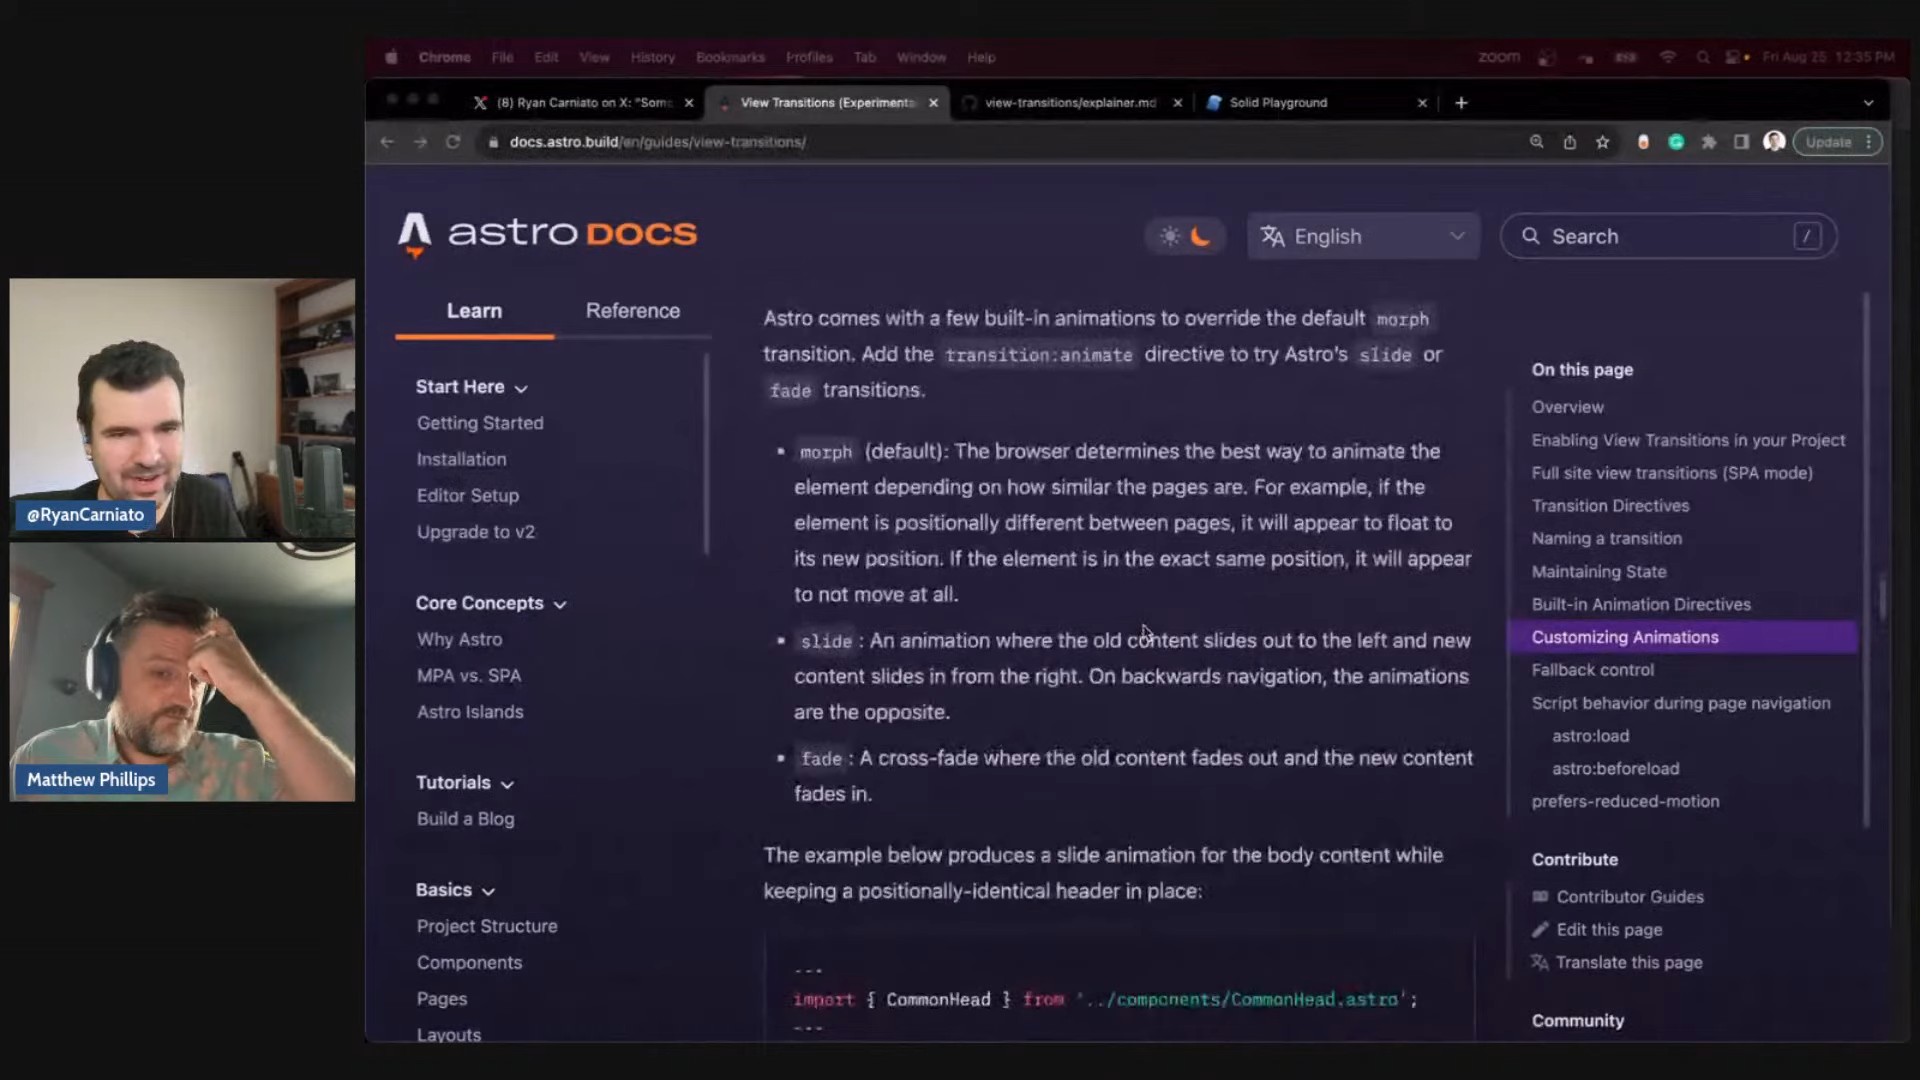 Chrome File Edit View History Bookmarks Profiles Tab Window Help zoom Fri Aug 25 12:35 PM
(8) Ryan Carniato on X: "Some
View Transitions (Experimenta
view-transitions/explainer.md
Solid Playground
docs.astro.build/en/guides/view-transitions/
Update
astro DOCS
English
Search /
Learn Reference
Start Here
Getting Started
Installation
Editor Setup
Upgrade to v2
Core Concepts
Why Astro
MPA vs. SPA
Astro Islands
Tutorials
Build a Blog
Basics
Project Structure
Components
Pages
Layouts
Astro comes with a few built-in animations to override the default morph
transition. Add the transition:animate directive to try Astro's slide or
fade transitions.
morph (default): The browser determines the best way to animate the
element depending on how similar the pages are. For example, if the
element is positionally different between pages, it will appear to float to
its new position. If the element is in the exact same position, it will appear
to not move at all.
slide : An animation where the old content slides out to the left and new
content slides in from the right. On backwards navigation, the animations
are the opposite.
fade : A cross-fade where the old content fades out and the new content
fades in.
The example below produces a slide animation for the body content while
keeping a positionally-identical header in place:
---
import { CommonHead } from '../components/CommonHead.astro';
---
On this page
Overview
Enabling View Transitions in your Project
Full site view transitions (SPA mode)
Transition Directives
Naming a transition
Maintaining State
Built-in Animation Directives
Customizing Animations
Fallback control
Script behavior during page navigation
astro:load
astro:beforeload
prefers-reduced-motion
Contribute
Contributor Guides
Edit this page
Translate this page
Community
@RyanCarniato
Matthew Phillips